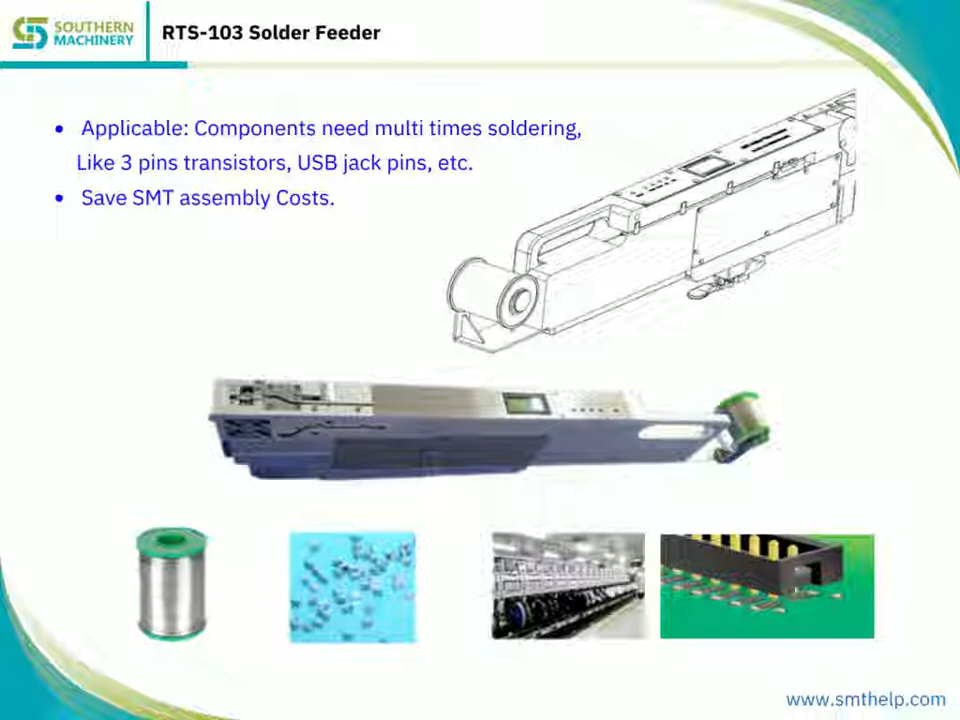 SOUTHERN
MACHINERY
RTS-103 Solder Feeder
• Applicable: Components need multi times soldering,
Like 3 pins transistors, USB jack pins, etc.
• Save SMT assembly Costs.
www.smthelp.com